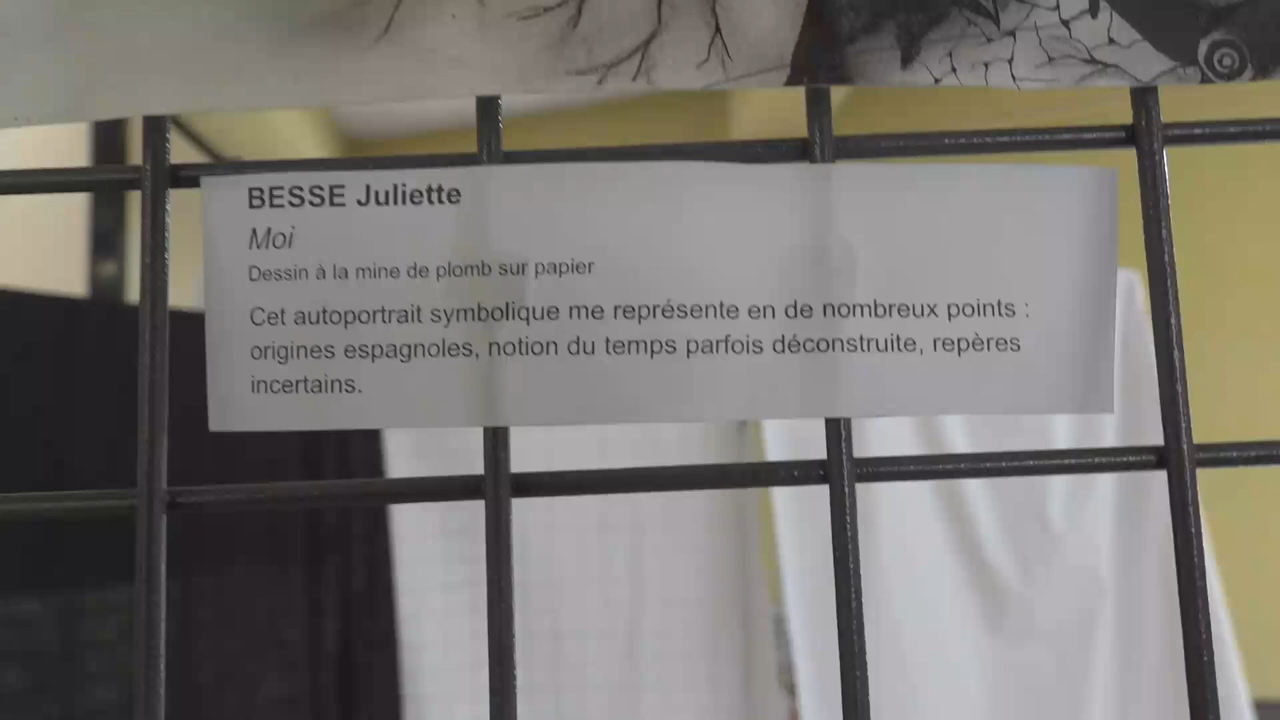 BESSE Juliette
Moi
Dessin à la mine de plomb sur papier
Cet autoportrait symbolique me représente en de nombreux points :
origines espagnoles, notion du temps parfois déconstruite, repères
incertains.